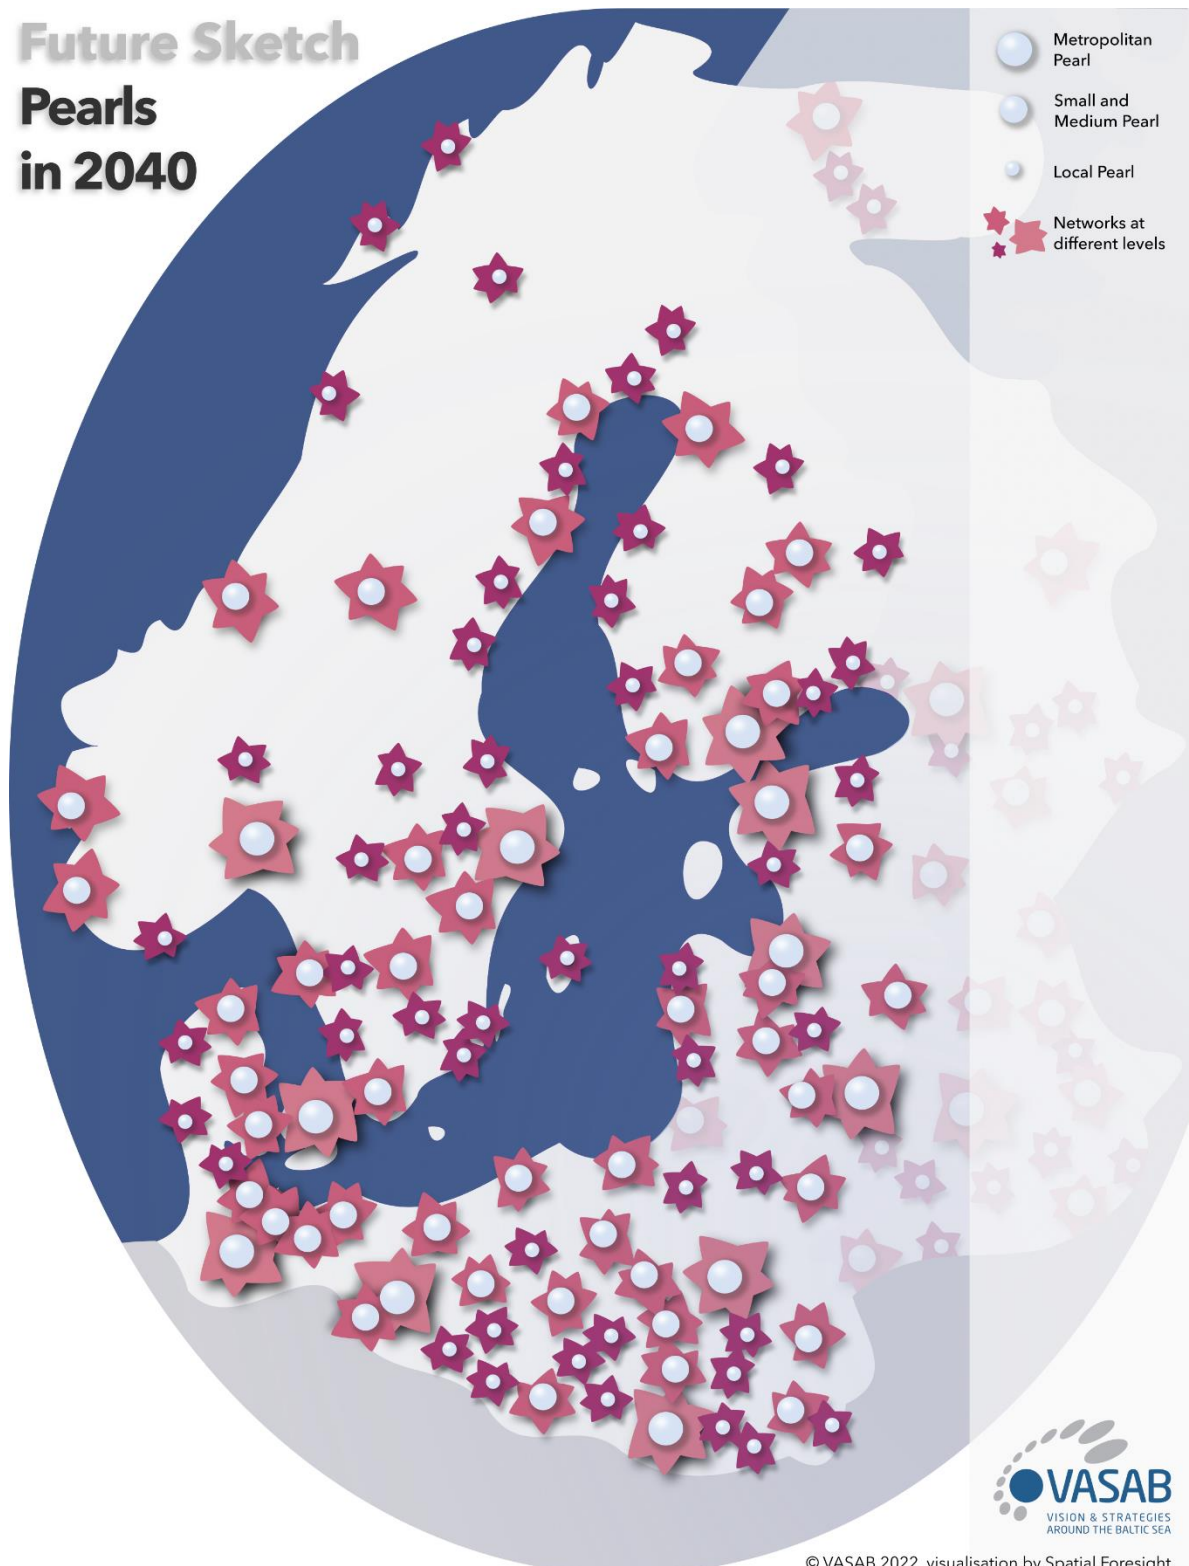 Future Sketch
Pearls
in 2040
Metropolitan
Pearl
Small and
Medium Pearl
Local Pearl
Networks at
different levels
VASAB
VISION & STRATEGIES
AROUND THE BALTIC SEA
© VASAB 2022, visualisation by Spatial Foresight